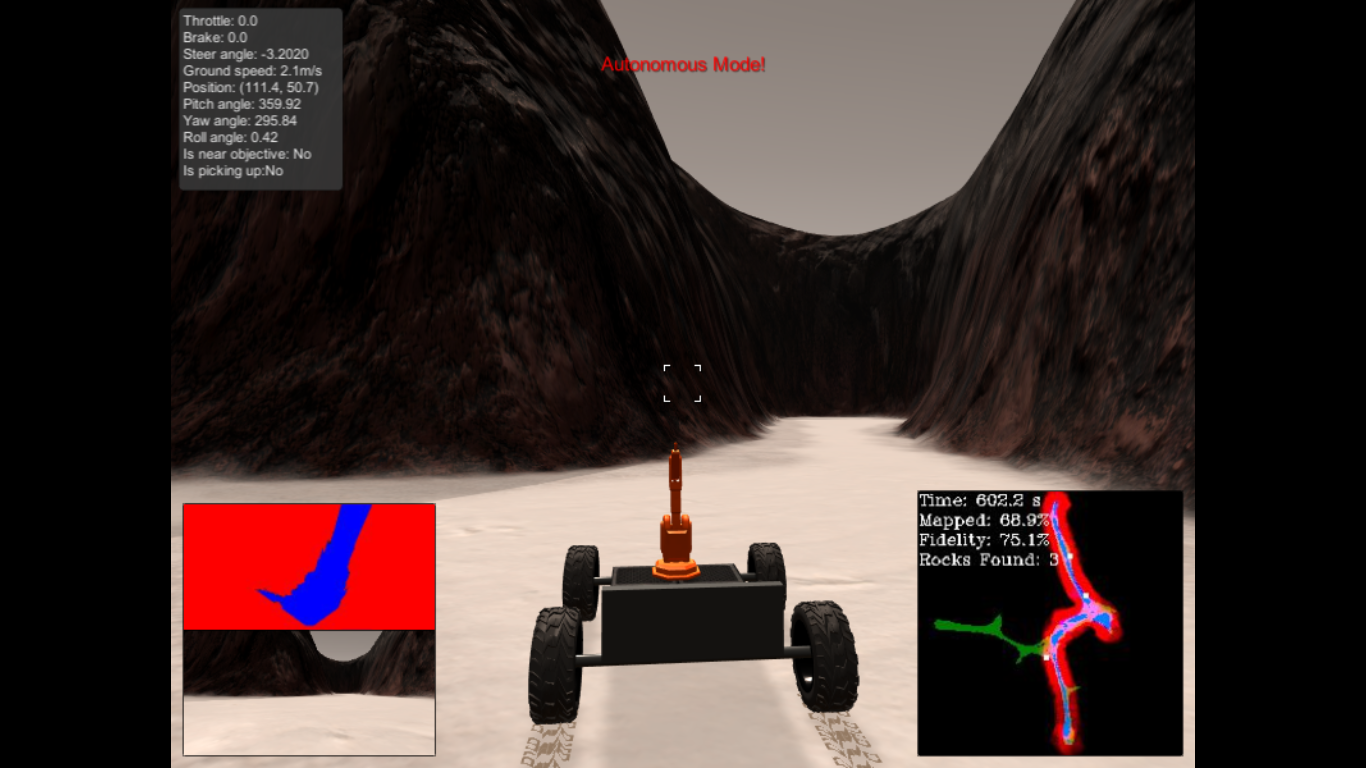 Throttle: 0.0
Brake: 0.0
Steer angle: -3.2020
Ground speed: 2.1m/s
Position: (111.4, 50.7)
Pitch angle: 359.92
Yaw angle: 295.84
Roll angle: 0.42
Is near objective: No
Is picking up:No
Autonomous Mode!
Time: 602.2 s
Mapped: 68.9%
Fidelity: 75.1%
Rocks Found: 3